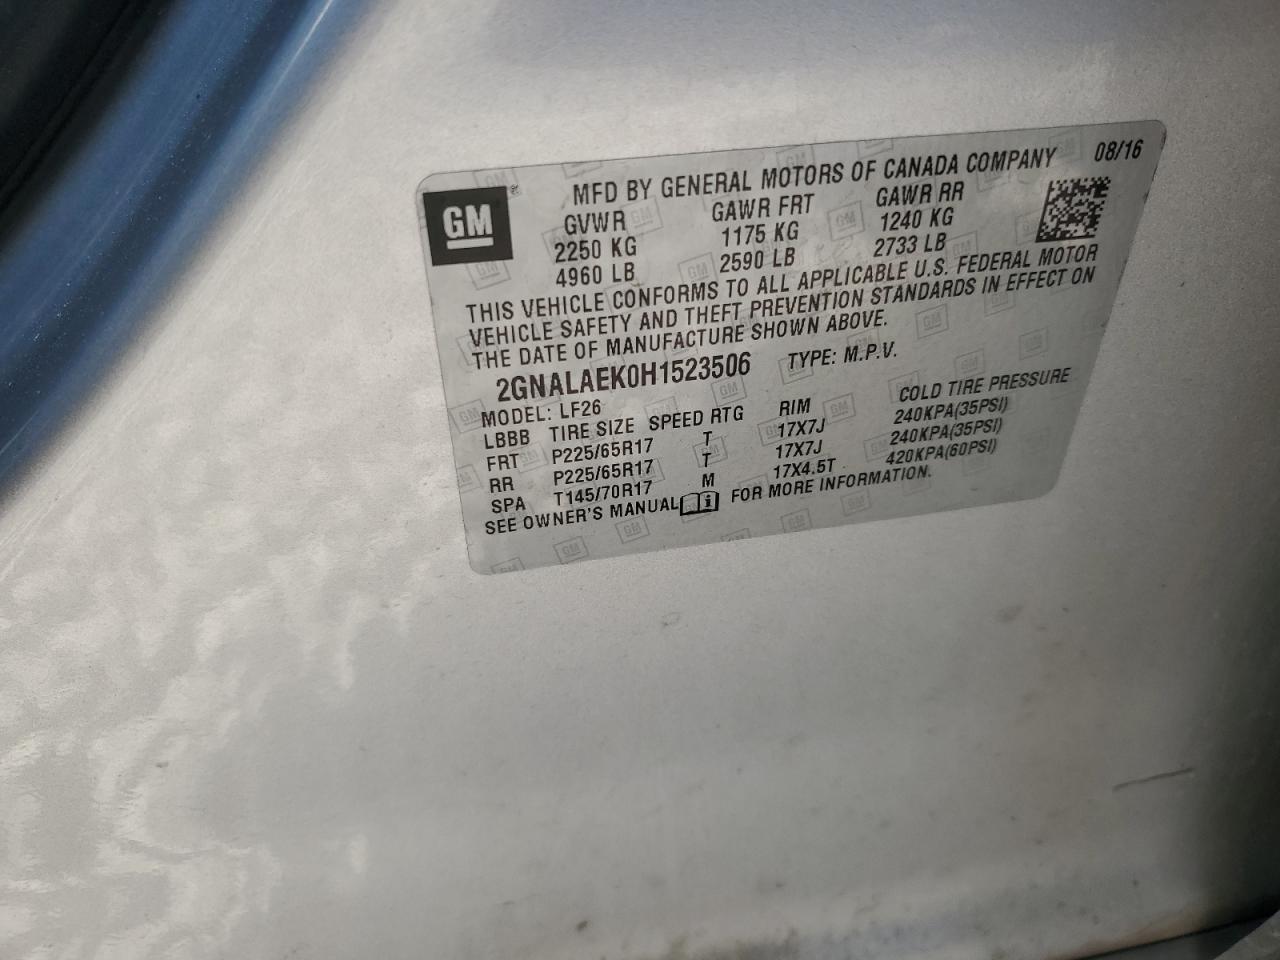 GM
MFD BY GENERAL MOTORS OF CANADA COMPANY 08/16
GVWR GAWR FRT GAWR RR
2250 KG 1175 KG 1240 KG
4960 LB 2590 LB 2733 LB
THIS VEHICLE CONFORMS TO ALL APPLICABLE U.S. FEDERAL MOTOR
VEHICLE SAFETY AND THEFT PREVENTION STANDARDS IN EFFECT ON
THE DATE OF MANUFACTURE SHOWN ABOVE.
2GNALAEK0H1523506 TYPE: M.P.V.
MODEL: LF26
LBBB TIRE SIZE SPEED RTG RIM COLD TIRE PRESSURE
FRT P225/65R17 T 17X7J 240KPA(35PSI)
RR P225/65R17 T 17X7J 240KPA(35PSI)
SPA T145/70R17 M 17X4.5T 420KPA(60PSI)
SEE OWNER'S MANUAL FOR MORE INFORMATION.